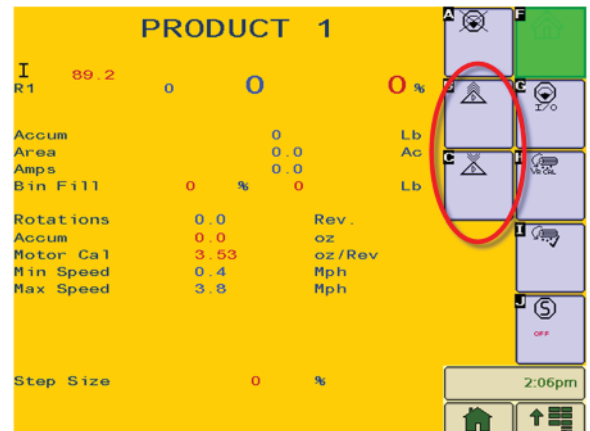 PRODUCT 1
I 89.2
R1 0 0 0 %
Accum 0 Lb
Area 0.0 Ac
Amps 0.0
Bin Fill 0 % 0 Lb
Rotations 0.0 Rev.
Accum 0.0 oz
Motor Cal 3.53 oz/Rev
Min Speed 0.4 Mph
Max Speed 3.8 Mph
Step Size 0 %
A
F
G
I/O
C
H
I
J
S
OFF
2:06pm